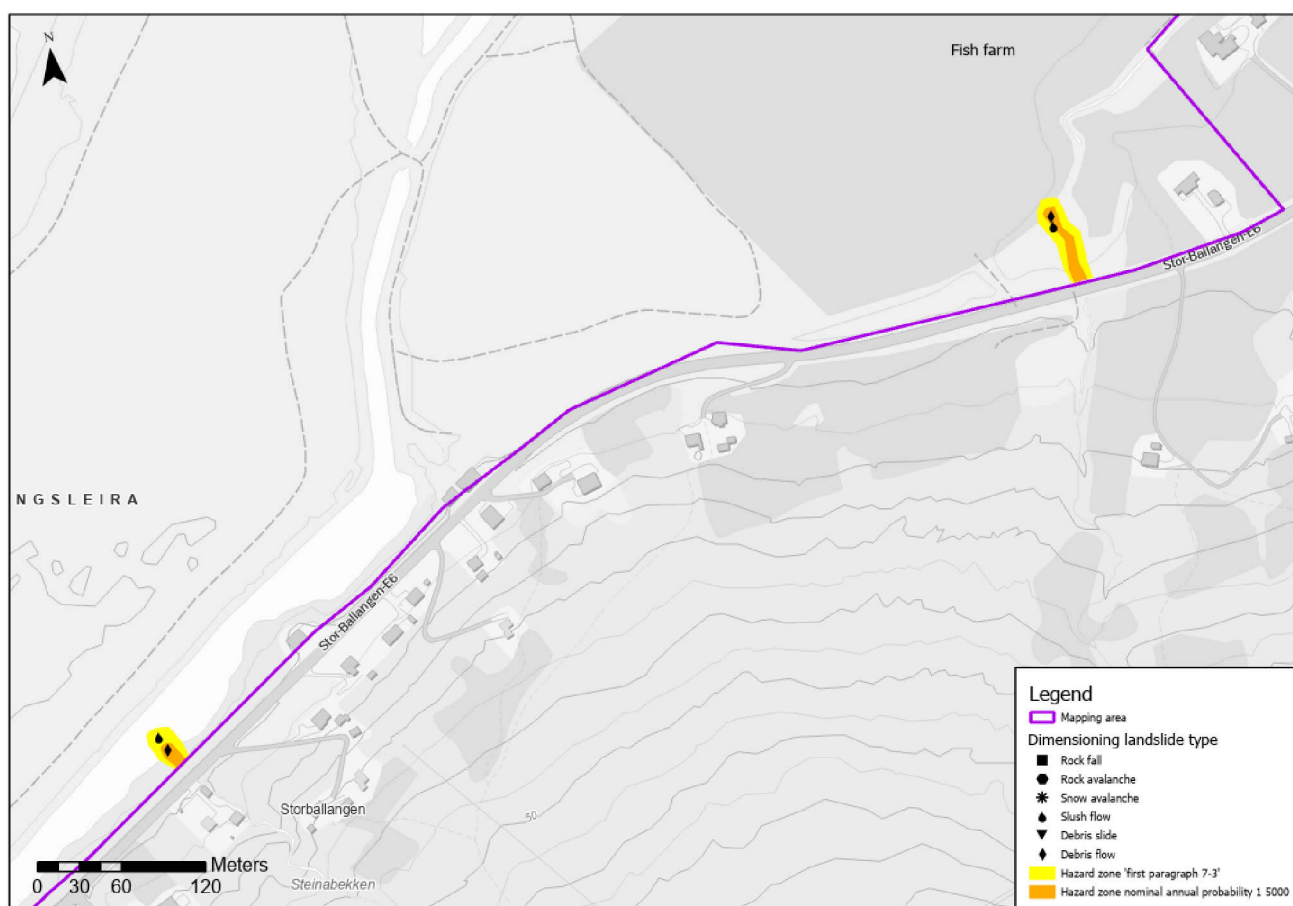 N
Fish farm
Stor-Ballangen-E6
NGSLEIRA
Stor-Ballangen-E6
Storballangen
50
Steinabekken
Meters
0 30 60 120
Legend
Mapping area
Dimensioning landslide type
Rock fall
Rock avalanche
Snow avalanche
Slush flow
Debris slide
Debris flow
Hazard zone 'first paragraph 7-3'
Hazard zone nominal annual probability 1 5000